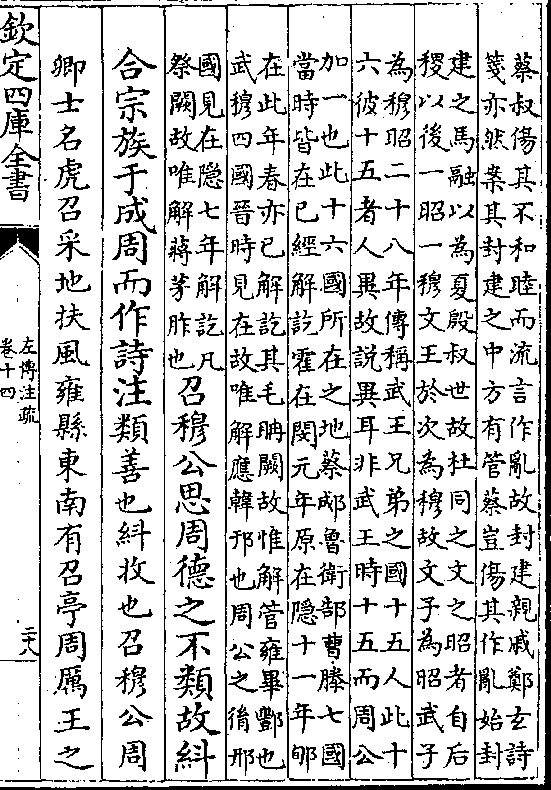 蔡叔傷其不和睦而流言作亂故封建親戚鄭玄詩
箋亦然案其封建之中方有管蔡豈傷其作亂始封
建之馬融以為夏殷叔世故杜同之文之昭者自后
稷以後一昭一穆文王於次為穆故文子為昭武子
為穆昭二十八年傳稱武王兄弟之國十五人此十
六彼十五者人異故說異耳非武王時十五而周公
加一也此十六國所在之地蔡郕魯衛郜曹滕七國
當時皆在已經解訖霍在閔元年原在隱十一年郇
在此年春亦已解訖其毛聃闕故惟解管雍畢酆也
武穆四國晉時見在故唯解應韓邘也周公之胤邢
國見在隱七年解訖凡
祭闕故唯解蔣茅胙也
召穆公思周德之不類故糾
合宗族于成周而作詩注類善也糾收也召穆公周
卿士名虎召采地扶風雍縣東南有召亭周厲王之
欽定四庫全書
左傳注疏
卷十四
二十八